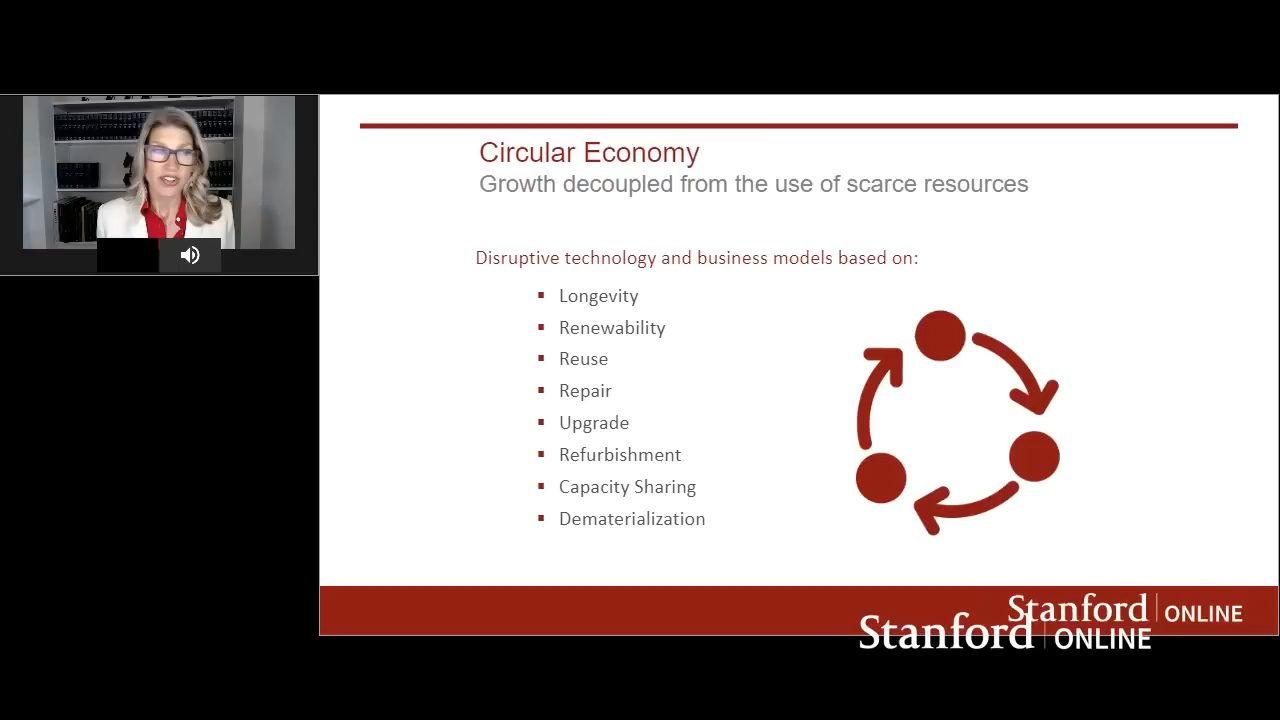 Circular Economy
Growth decoupled from the use of scarce resources
Disruptive technology and business models based on:
Longevity
Renewability
Reuse
Repair
Upgrade
Refurbishment
Capacity Sharing
Dematerialization
Stanford ONLINE
Stanford ONLINE